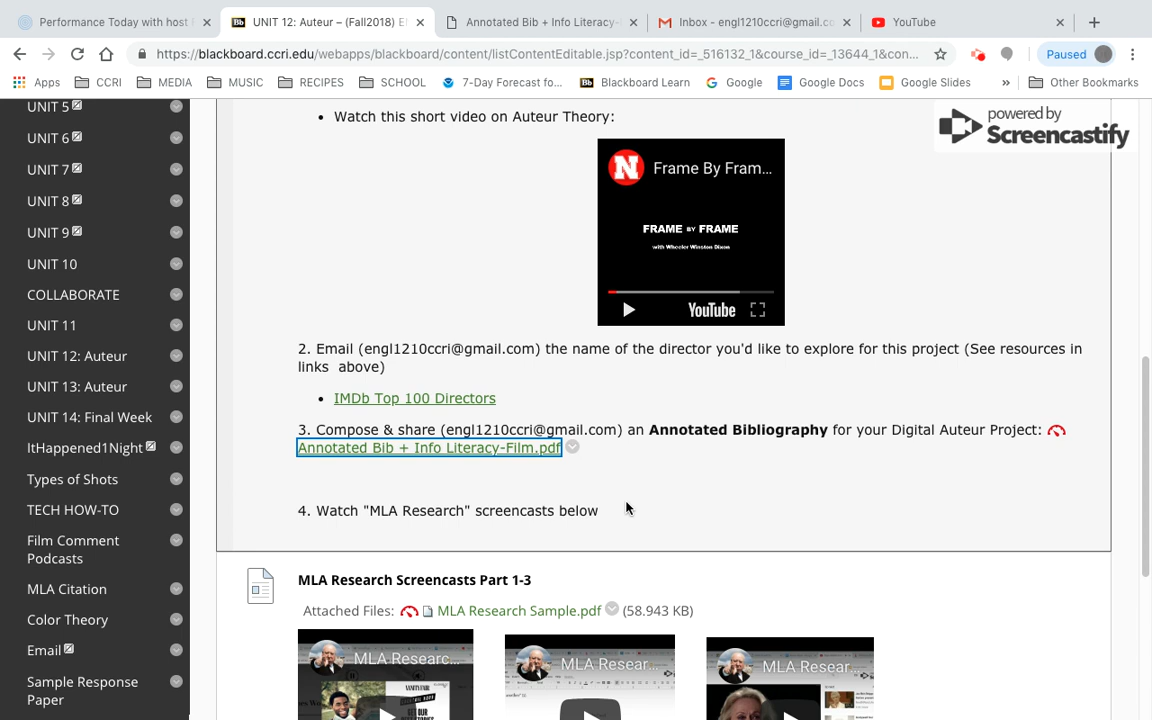 Performance Today with host
UNIT 12: Auteur – (Fall2018) E
Annotated Bib + Info Literacy-
Inbox - engl1210ccri@gmail.co
YouTube
https://blackboard.ccri.edu/webapps/blackboard/content/listContentEditable.jsp?content_id=_516132_1&course_id=_13644_1&con...
Paused
Apps
CCRI
MEDIA
MUSIC
RECIPES
SCHOOL
7-Day Forecast fo...
Bb
Blackboard Learn
Google
Google Docs
Google Slides
»
Other Bookmarks
UNIT 5
UNIT 6
UNIT 7
UNIT 8
UNIT 9
UNIT 10
COLLABORATE
UNIT 11
UNIT 12: Auteur
UNIT 13: Auteur
UNIT 14: Final Week
ItHappened1Night
Types of Shots
TECH HOW-TO
Film Comment
Podcasts
MLA Citation
Color Theory
Email
Sample Response
Paper
powered by
Screencastify
• Watch this short video on Auteur Theory:
N
Frame By Fram...
FRAME BY FRAME
with Wheeler Winston Dixon
YouTube
2. Email (engl1210ccri@gmail.com) the name of the director you'd like to explore for this project (See resources in
links above)
• IMDb Top 100 Directors
3. Compose & share (engl1210ccri@gmail.com) an Annotated Bibliography for your Digital Auteur Project:
Annotated Bib + Info Literacy-Film.pdf
4. Watch "MLA Research" screencasts below
MLA Research Screencasts Part 1-3
Attached Files: MLA Research Sample.pdf (58.943 KB)
MLA Researc...
MLA Resear...
MLA Resear...
VANITY FAIR